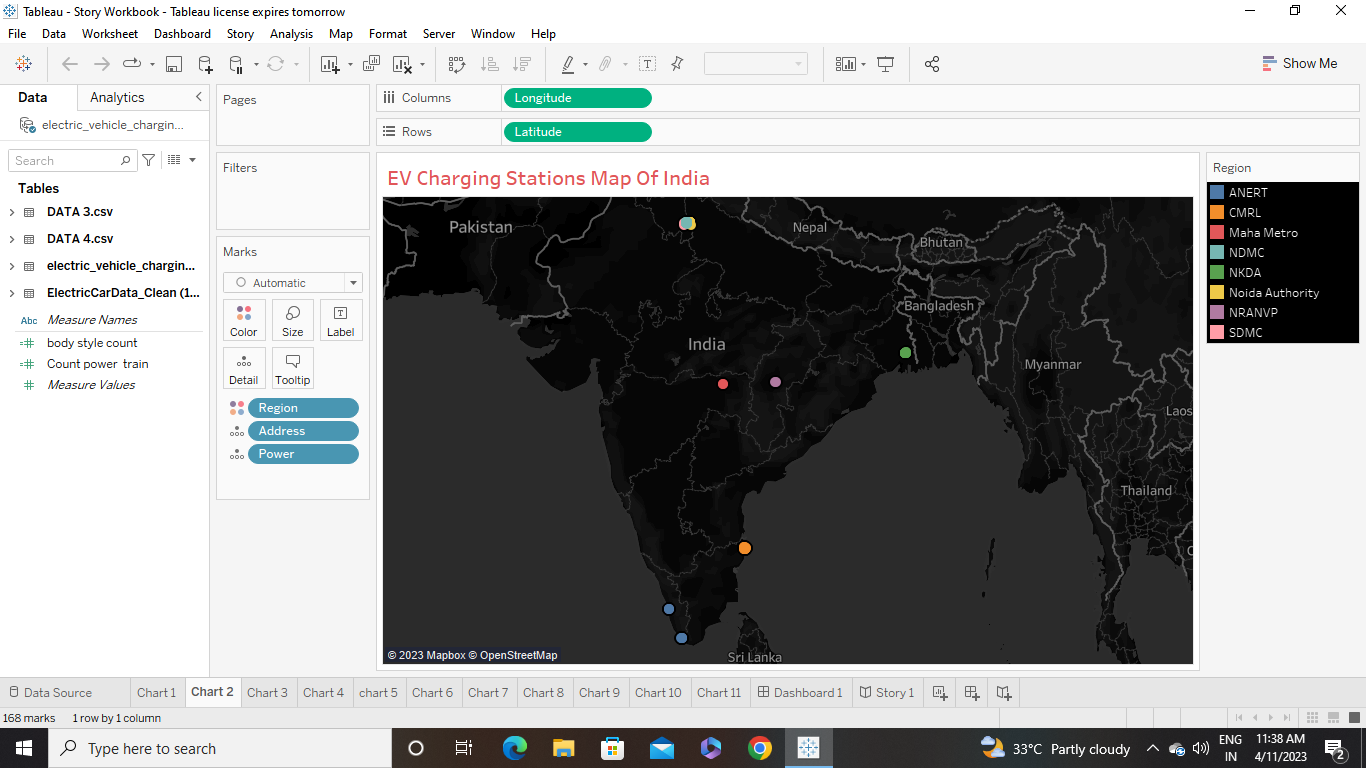 Tableau - Story Workbook - Tableau license expires tomorrow
File Data Worksheet Dashboard Story Analysis Map Format Server Window Help
Show Me
Data Analytics
electric_vehicle_chargin...
Search
Tables
DATA 3.csv
DATA 4.csv
electric_vehicle_chargin...
ElectricCarData_Clean (1...
Abc Measure Names
body style count
Count power train
Measure Values
Pages
Filters
Marks
Automatic
Color Size Label
Detail Tooltip
Region
Address
Power
Columns Longitude
Rows Latitude
EV Charging Stations Map Of India
Pakistan
Nepal
Bhutan
Bangladesh
India
Myanmar
Laos
Thailand
Sri Lanka
© 2023 Mapbox © OpenStreetMap
Region
ANERT
CMRL
Maha Metro
NDMC
NKDA
Noida Authority
NRANVP
SDMC
Data Source Chart 1 Chart 2 Chart 3 Chart 4 chart 5 Chart 6 Chart 7 Chart 8 Chart 9 Chart 10 Chart 11 Dashboard 1 Story 1
168 marks 1 row by 1 column
Type here to search
33°C Partly cloudy
ENG
IN
11:38 AM
4/11/2023
2